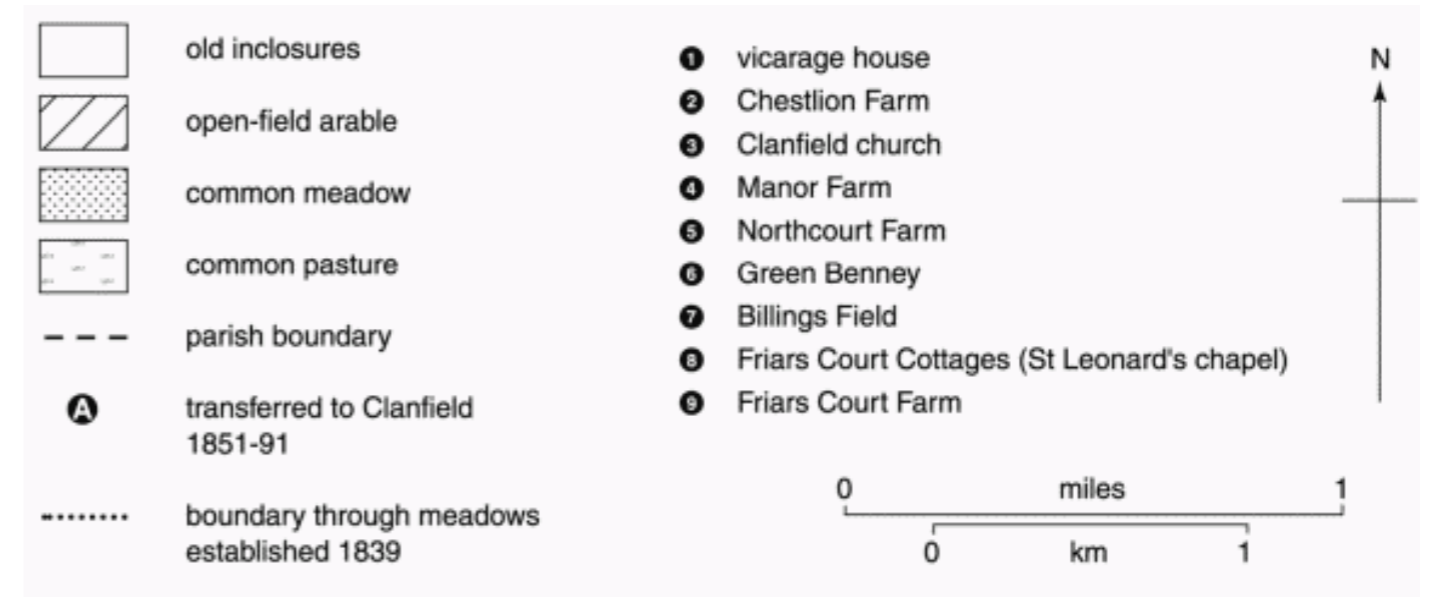 old inclosures
open-field arable
common meadow
common pasture
parish boundary
A transferred to Clanfield
1851-91
boundary through meadows
established 1839
1 vicarage house
2 Chestlion Farm
3 Clanfield church
4 Manor Farm
5 Northcourt Farm
6 Green Benney
7 Billings Field
8 Friars Court Cottages (St Leonard's chapel)
9 Friars Court Farm
N
0 miles 1
0 km 1